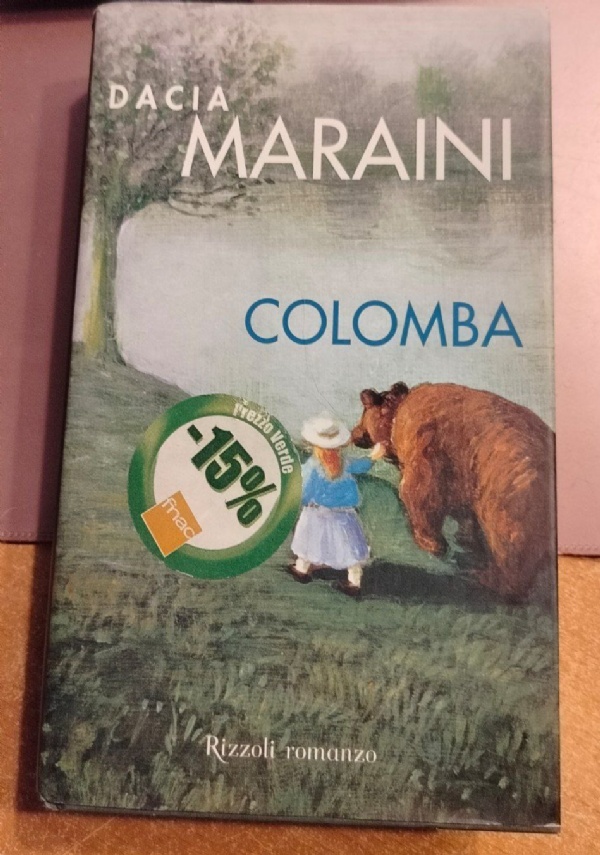 DACIA
MARAINI
COLOMBA
Prezzo Verde
-15%
fnac
Rizzoli romanzo